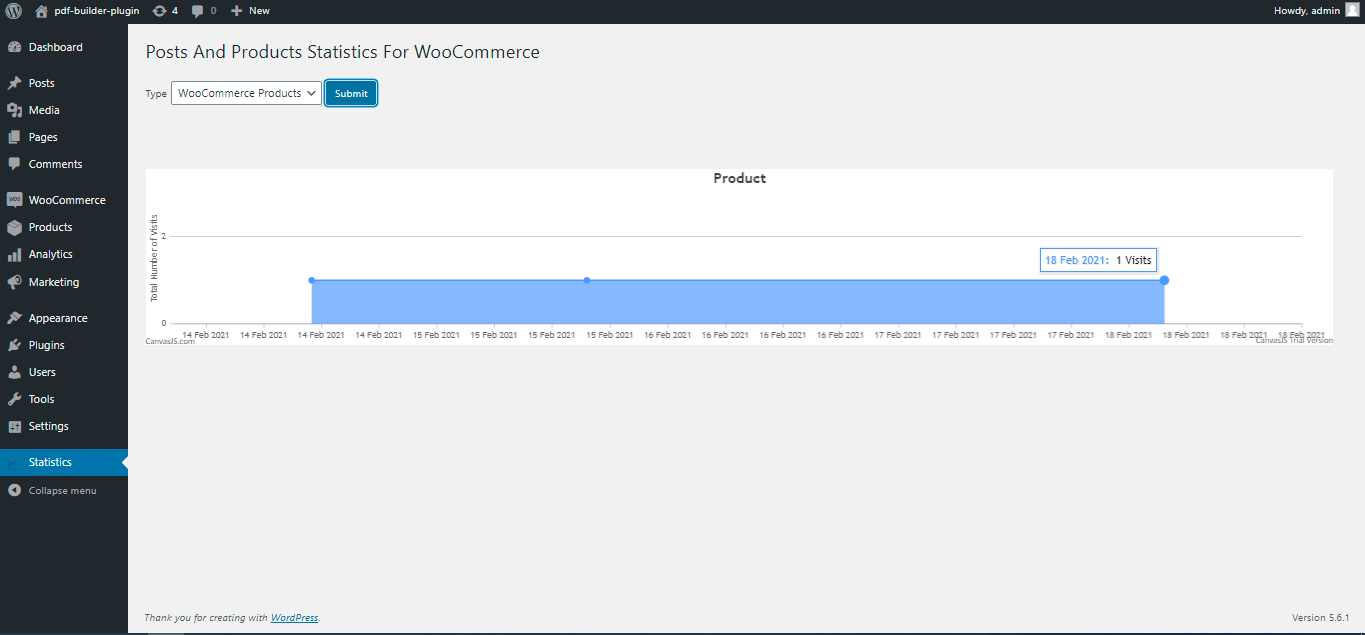 pdf-builder-plugin 4 0 New Howdy, admin
Dashboard
Posts
Media
Pages
Comments
WooCommerce
Products
Analytics
Marketing
Appearance
Plugins
Users
Tools
Settings
Statistics
Collapse menu
Posts And Products Statistics For WooCommerce
Type WooCommerce Products Submit
Product
Total Number of Visits
2
18 Feb 2021: 1 Visits
0
14 Feb 2021 14 Feb 2021 14 Feb 2021 14 Feb 2021 15 Feb 2021 15 Feb 2021 15 Feb 2021 15 Feb 2021 16 Feb 2021 16 Feb 2021 16 Feb 2021 16 Feb 2021 17 Feb 2021 17 Feb 2021 17 Feb 2021 17 Feb 2021 18 Feb 2021 18 Feb 2021 18 Feb 2021 18 Feb 2021
CanvasJS.com CanvasJS Trial Version
Thank you for creating with WordPress. Version 5.6.1